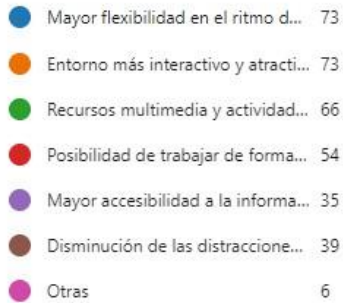 Mayor flexibilidad en el ritmo d... 73
Entorno más interactivo y atracti... 73
Recursos multimedia y actividad... 66
Posibilidad de trabajar de forma... 54
Mayor accesibilidad a la informa... 35
Disminución de las distraccione... 39
Otras 6